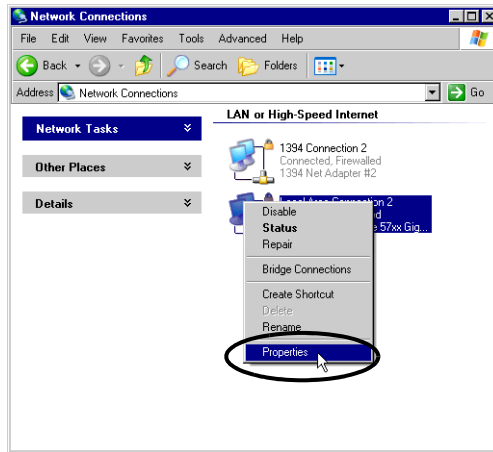 Network Connections
File Edit View Favorites Tools Advanced Help
Back Search Folders
Address Network Connections Go
Network Tasks
Other Places
Details
LAN or High-Speed Internet
1394 Connection 2
Connected, Firewalled
1394 Net Adapter #2
Local Area Connection 2
57xx Gig...
Disable
Status
Repair
Bridge Connections
Create Shortcut
Delete
Rename
Properties